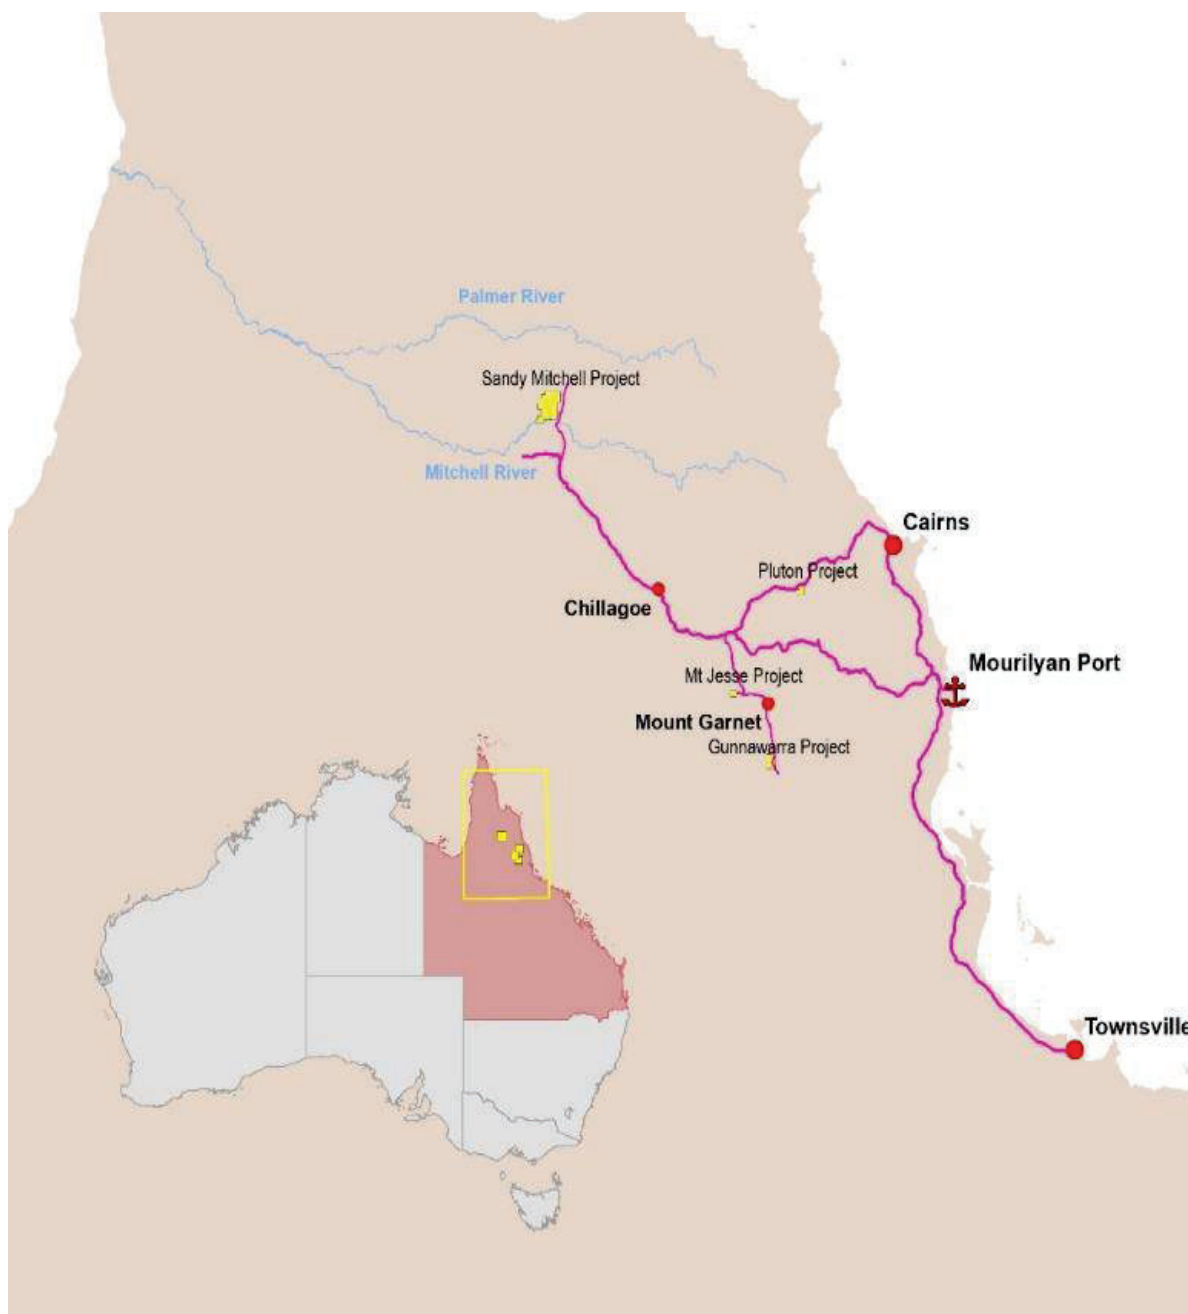 Palmer River
Sandy Mitchell Project
Mitchell River
Cairns
Pluton Project
Chillagoe
Mourilyan Port
Mt Jesse Project
Mount Garnet
Gunnawarra Project
Townsville